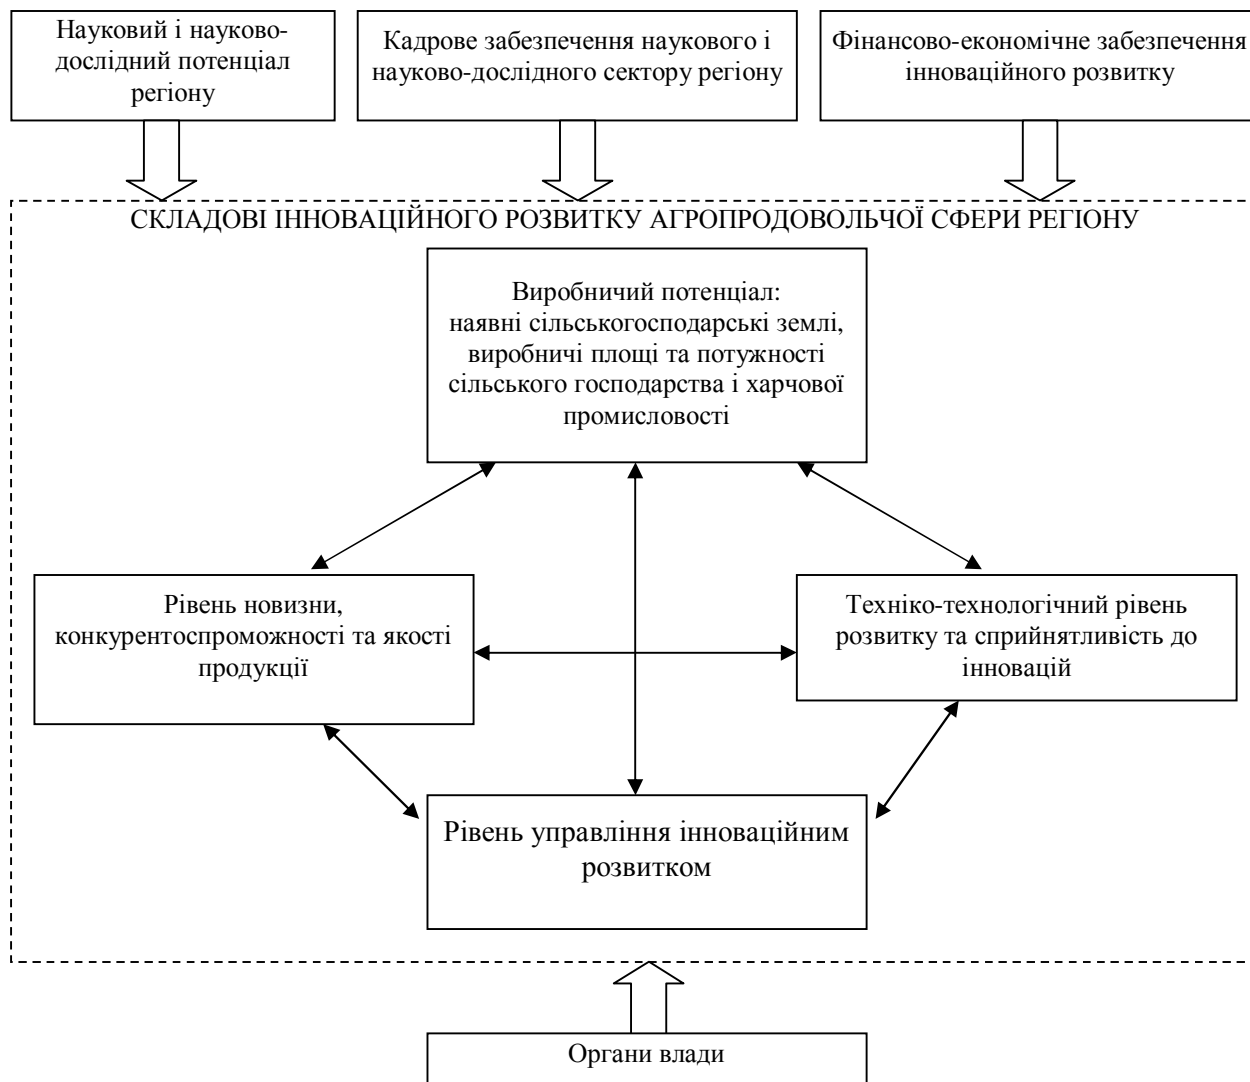 Науковий і науково-
дослідний потенціал
регіону
Кадрове забезпечення наукового і
науково-дослідного сектору регіону
Фінансово-економічне забезпечення
інноваційного розвитку
СКЛАДОВІ ІННОВАЦІЙНОГО РОЗВИТКУ АГРОПРОДОВОЛЬЧОЇ СФЕРИ РЕГІОНУ
Виробничий потенціал:
наявні сільськогосподарські землі,
виробничі площі та потужності
сільського господарства і харчової
промисловості
Рівень новизни,
конкурентоспроможності та якості
продукції
Техніко-технологічний рівень
розвитку та сприйнятливість до
інновацій
Рівень управління інноваційним
розвитком
Органи влади